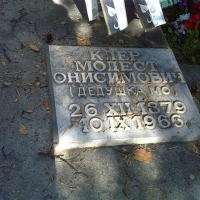 КЛЕР
МОДЕСТ
ОНИСИМОВИЧ
(ДЕДУШКА МО)
26 XII 1879
10 IX 1966